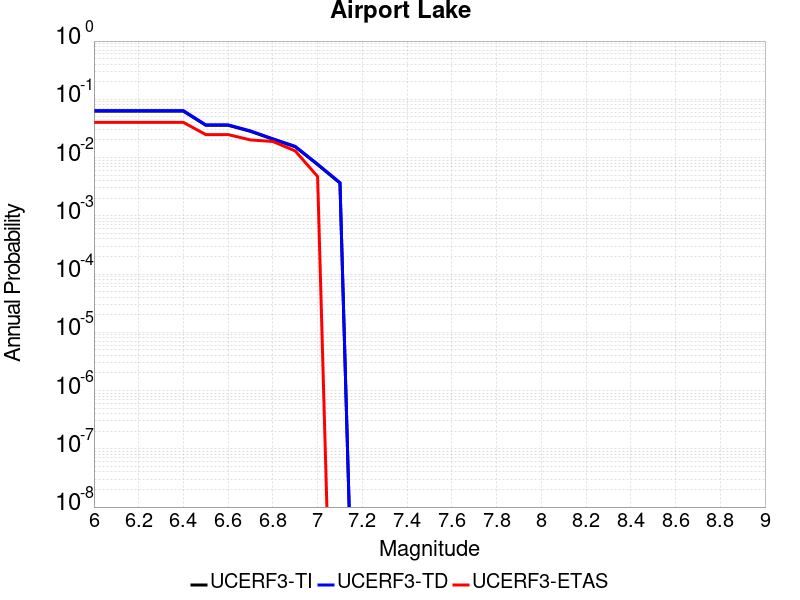 Airport Lake
10^0
10^-1
10^-2
10^-3
10^-4
10^-5
10^-6
10^-7
10^-8
Annual Probability
6 6.2 6.4 6.6 6.8 7 7.2 7.4 7.6 7.8 8 8.2 8.4 8.6 8.8 9
Magnitude
UCERF3-TI UCERF3-TD UCERF3-ETAS